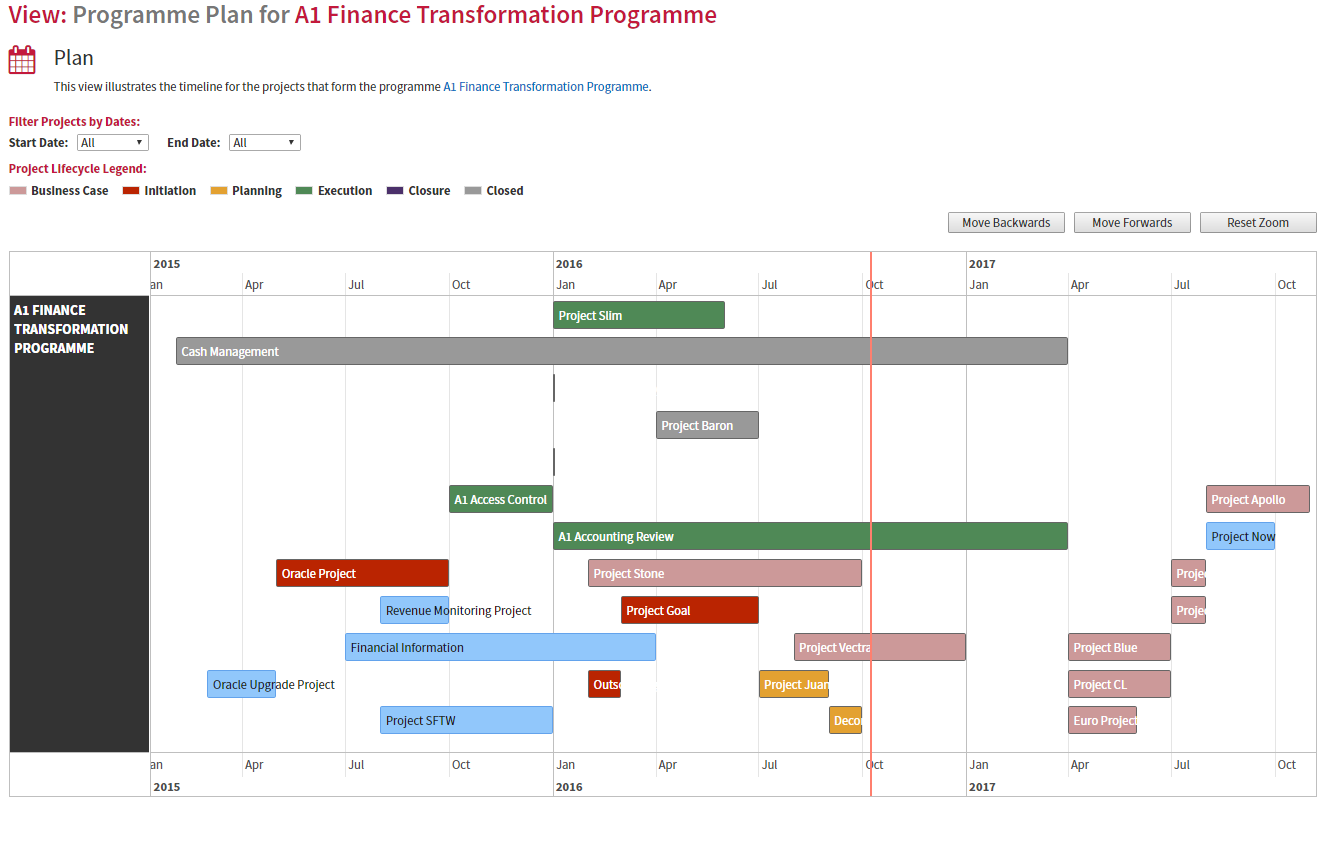 View: Programme Plan for A1 Finance Transformation Programme
Plan
This view illustrates the timeline for the projects that form the programme A1 Finance Transformation Programme.
Filter Projects by Dates:
Start Date: All End Date: All
Project Lifecycle Legend:
Business Case Initiation Planning Execution Closure Closed
Move Backwards Move Forwards Reset Zoom
2015 2016 2017
an Apr Jul Oct Jan Apr Jul Oct Jan Apr Jul Oct
A1 FINANCE
TRANSFORMATION
PROGRAMME
Project Slim
Cash Management
Project Baron
A1 Access Control Project Apollo
A1 Accounting Review Project Now
Oracle Project Project Stone Proje
Revenue Monitoring Project Project Goal Proje
Financial Information Project Vectra Project Blue
Oracle Upgrade Project Outs Project Juan Project CL
Project SFTW Deco Euro Project
an Apr Jul Oct Jan Apr Jul Oct Jan Apr Jul Oct
2015 2016 2017